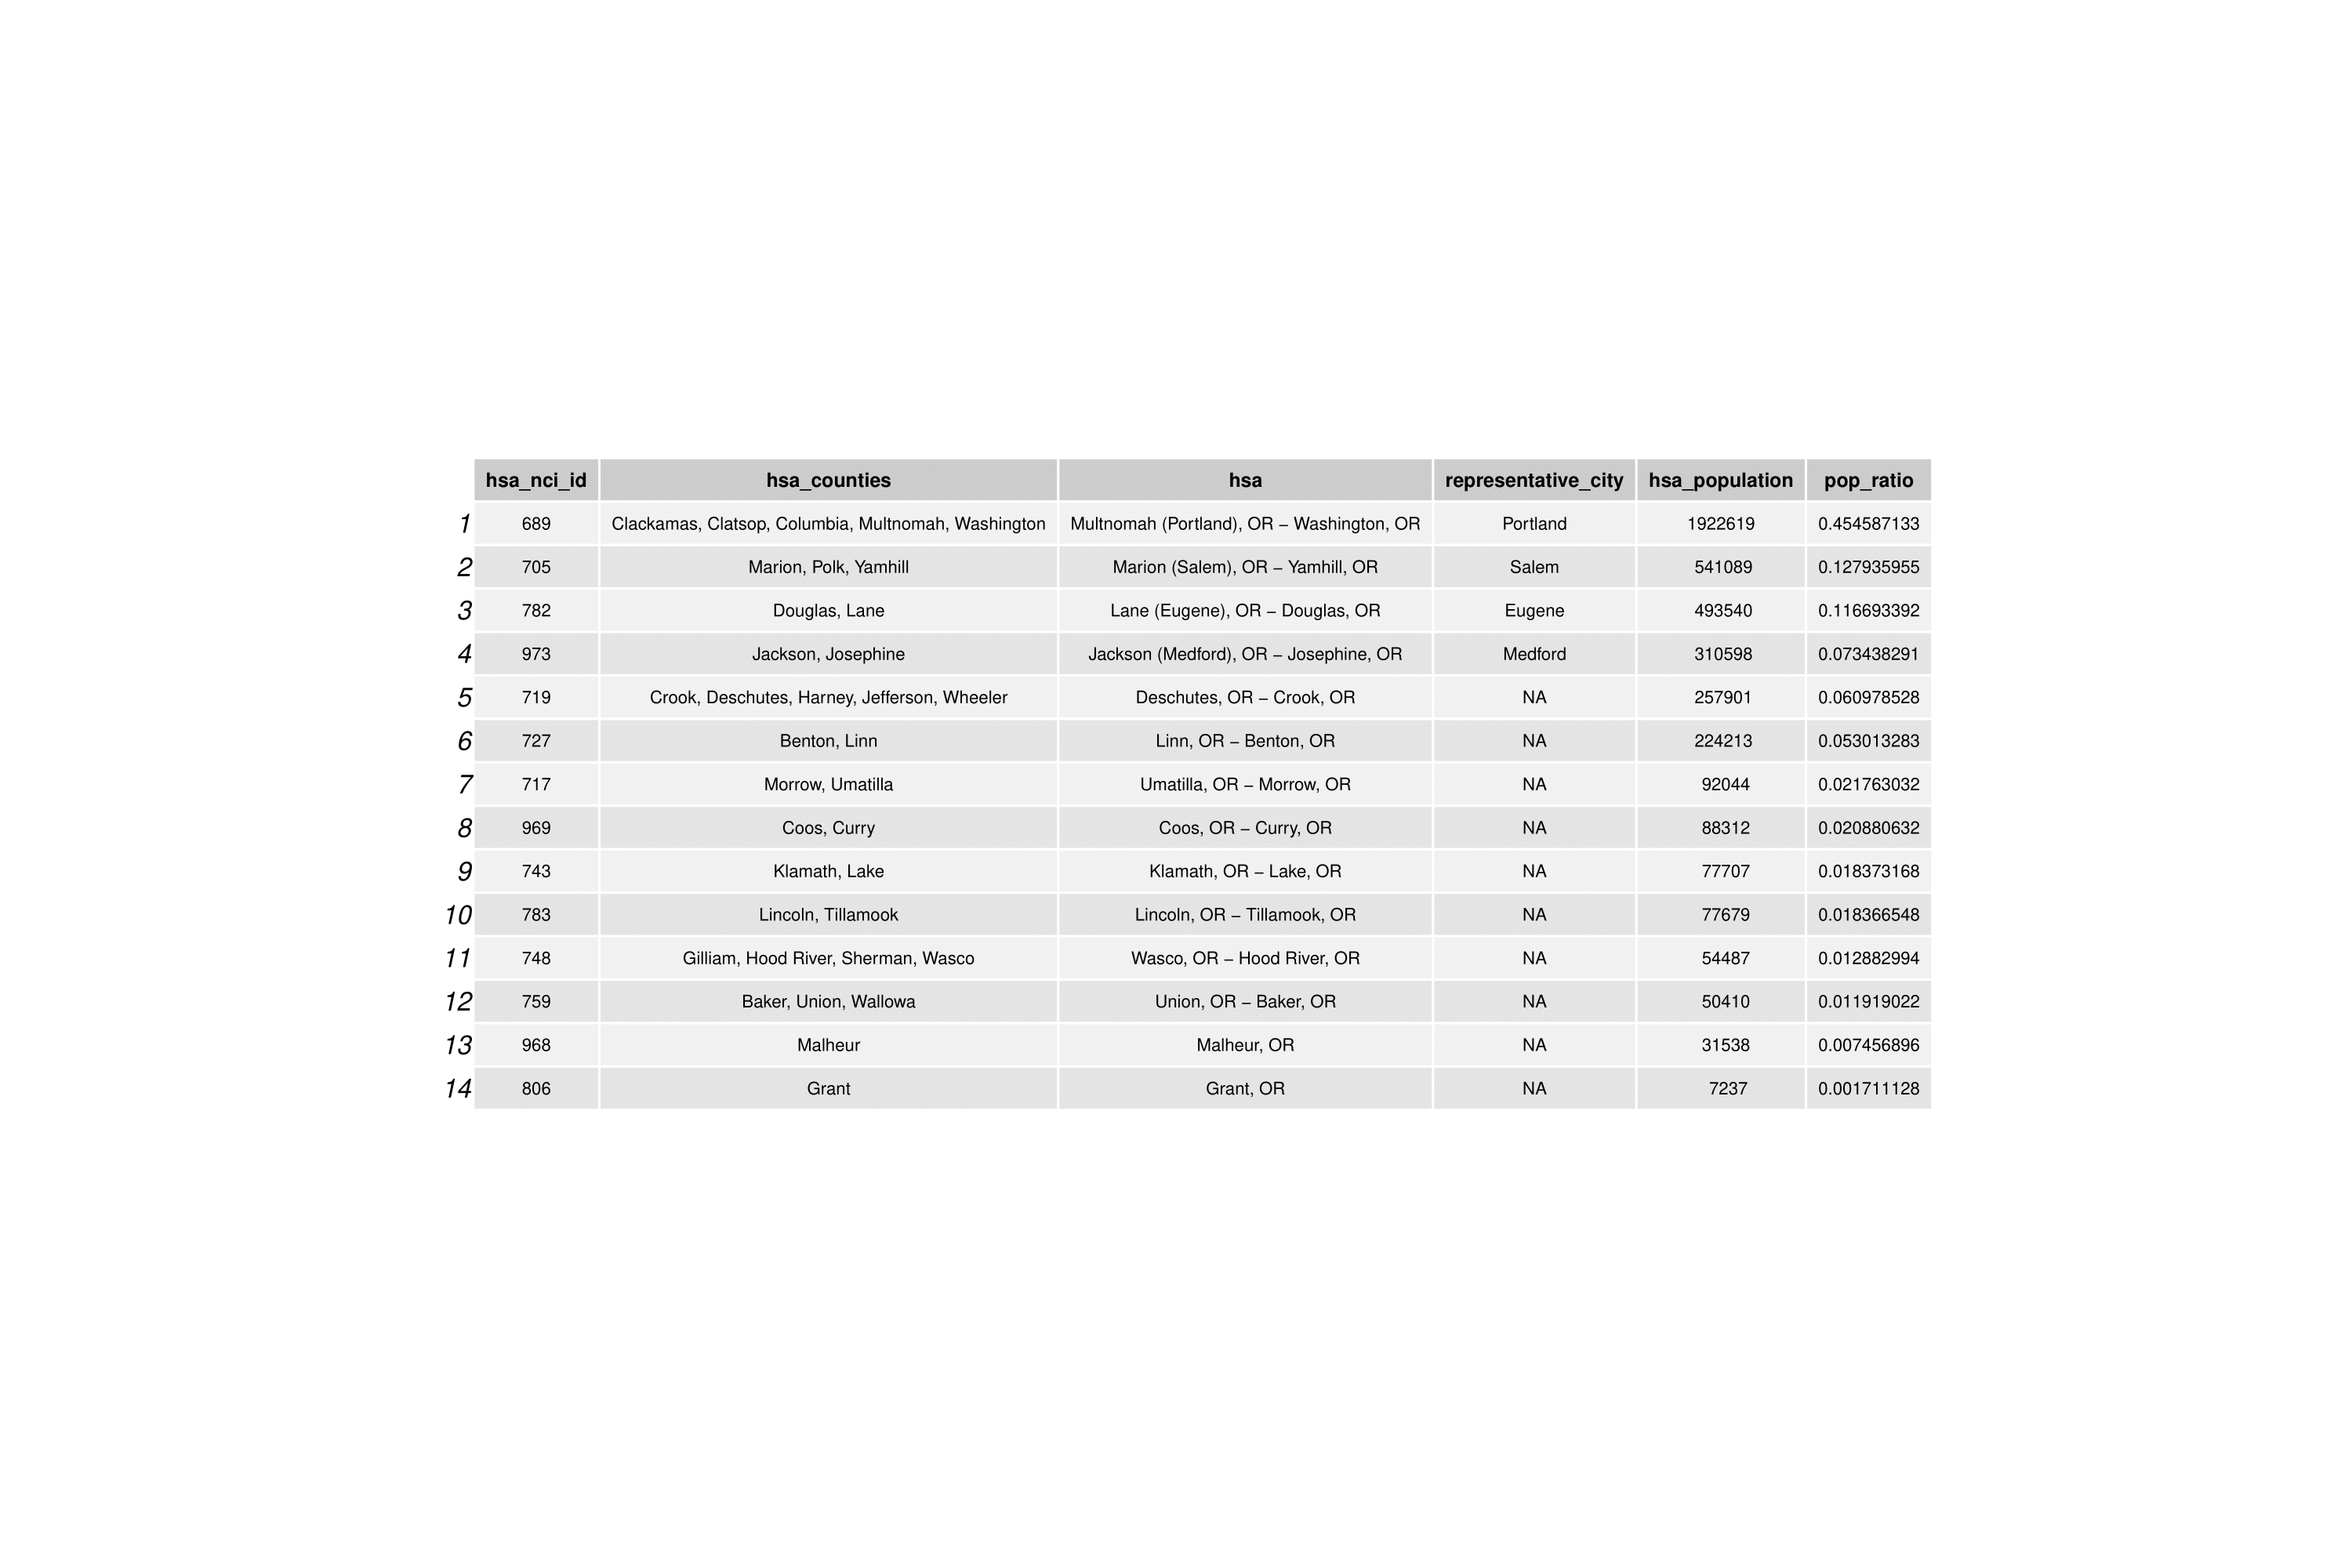 hsa_nci_id hsa_counties hsa representative_city hsa_population pop_ratio
1 689 Clackamas, Clatsop, Columbia, Multnomah, Washington Multnomah (Portland), OR − Washington, OR Portland 1922619 0.454587133
2 705 Marion, Polk, Yamhill Marion (Salem), OR − Yamhill, OR Salem 541089 0.127935955
3 782 Douglas, Lane Lane (Eugene), OR − Douglas, OR Eugene 493540 0.116693392
4 973 Jackson, Josephine Jackson (Medford), OR − Josephine, OR Medford 310598 0.073438291
5 719 Crook, Deschutes, Harney, Jefferson, Wheeler Deschutes, OR − Crook, OR NA 257901 0.060978528
6 727 Benton, Linn Linn, OR − Benton, OR NA 224213 0.053013283
7 717 Morrow, Umatilla Umatilla, OR − Morrow, OR NA 92044 0.021763032
8 969 Coos, Curry Coos, OR − Curry, OR NA 88312 0.020880632
9 743 Klamath, Lake Klamath, OR − Lake, OR NA 77707 0.018373168
10 783 Lincoln, Tillamook Lincoln, OR − Tillamook, OR NA 77679 0.018366548
11 748 Gilliam, Hood River, Sherman, Wasco Wasco, OR − Hood River, OR NA 54487 0.012882994
12 759 Baker, Union, Wallowa Union, OR − Baker, OR NA 50410 0.011919022
13 968 Malheur Malheur, OR NA 31538 0.007456896
14 806 Grant Grant, OR NA 7237 0.001711128